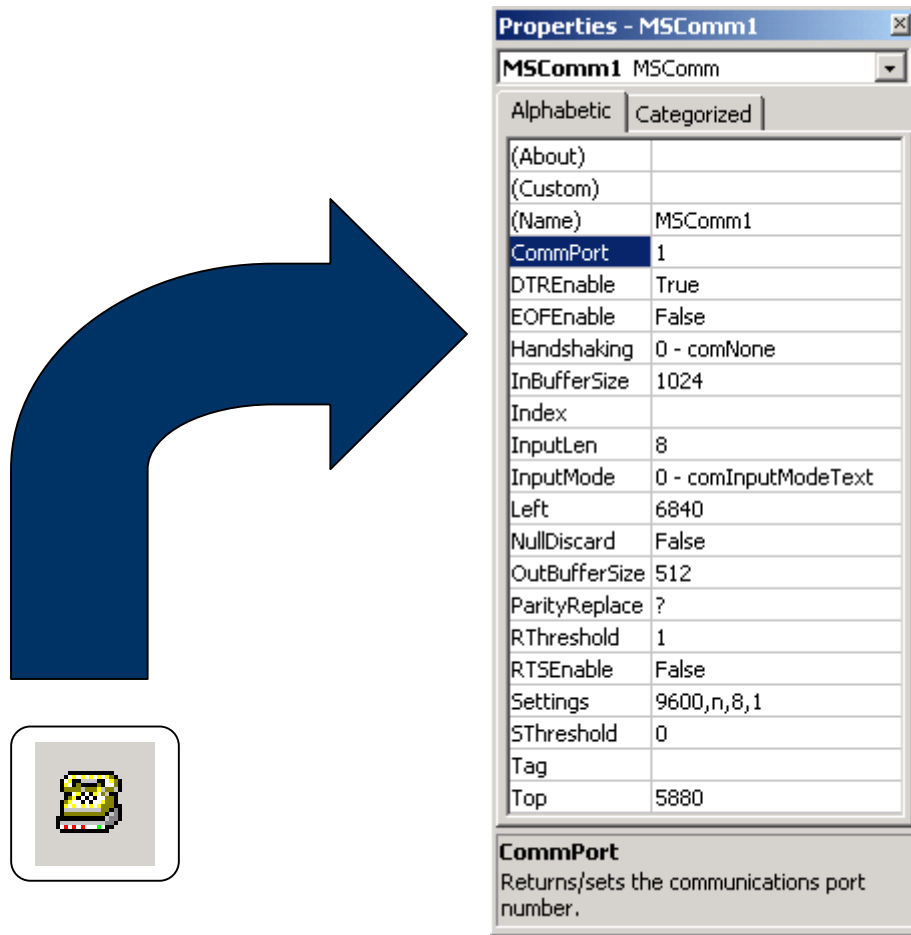 Properties - MSComm1
MSComm1 MSComm
Alphabetic Categorized
(About)
(Custom)
(Name) MSComm1
CommPort 1
DTREnable True
EOFEnable False
Handshaking 0 - comNone
InBufferSize 1024
Index
InputLen 8
InputMode 0 - comInputModeText
Left 6840
NullDiscard False
OutBufferSize 512
ParityReplace ?
RThreshold 1
RTSEnable False
Settings 9600,n,8,1
SThreshold 0
Tag
Top 5880
CommPort
Returns/sets the communications port
number.